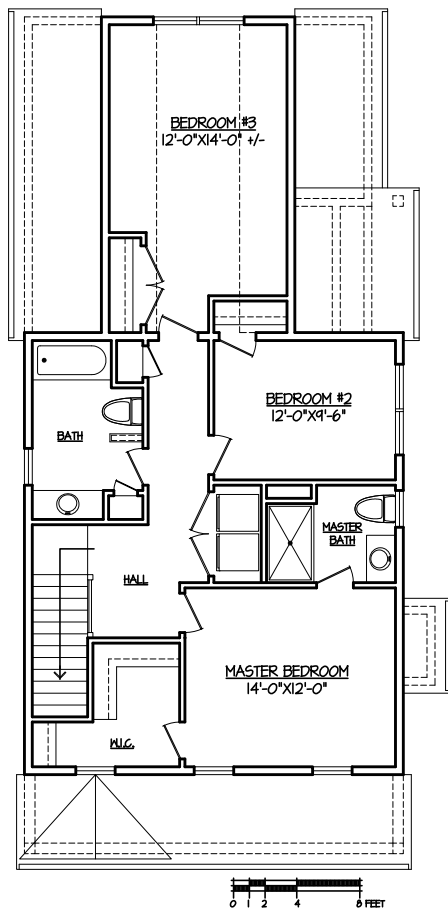 BEDROOM #3
12'-0"X14'-0" +/-
BEDROOM #2
12'-0"X9'-6"
BATH
MASTER
BATH
HALL
MASTER BEDROOM
14'-0"X12'-0"
W.I.C.
0 1 2 4 8 FEET